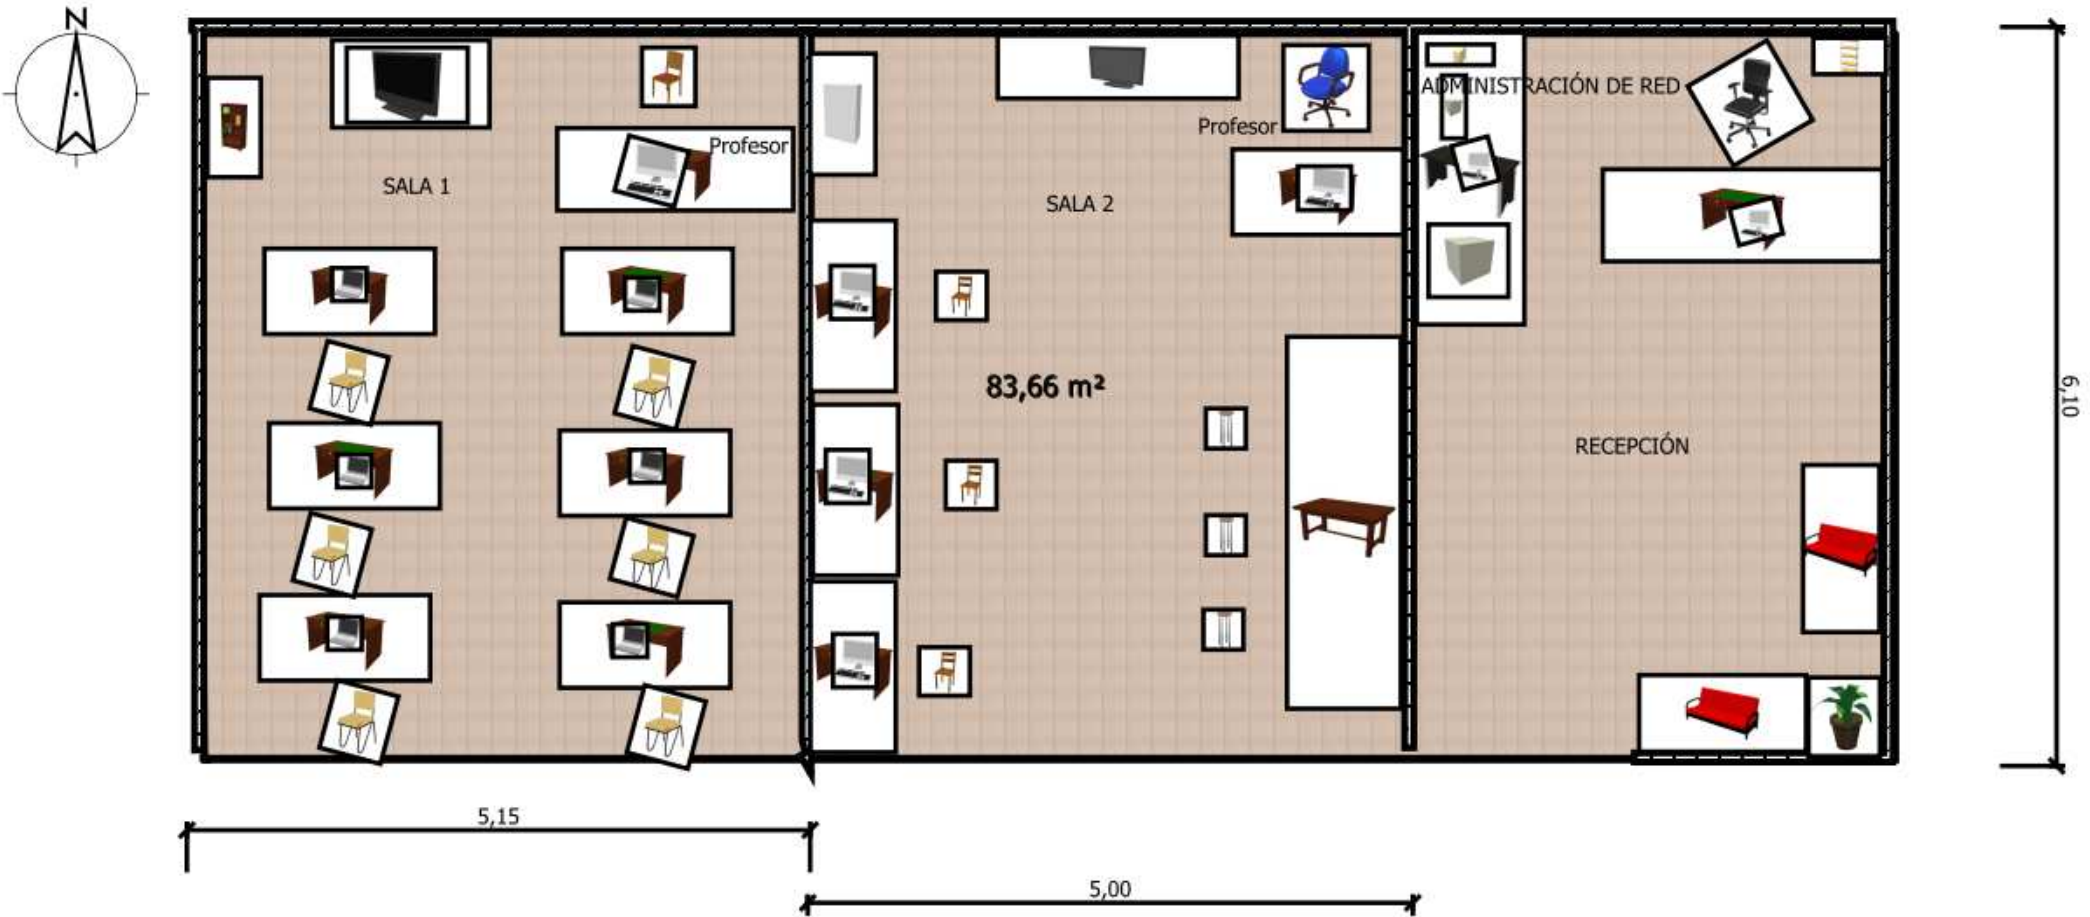 N
ADMINISTRACIÓN DE RED
Profesor
Profesor
SALA 1
SALA 2
83,66 m²
6,10
RECEPCIÓN
5,15
5,00